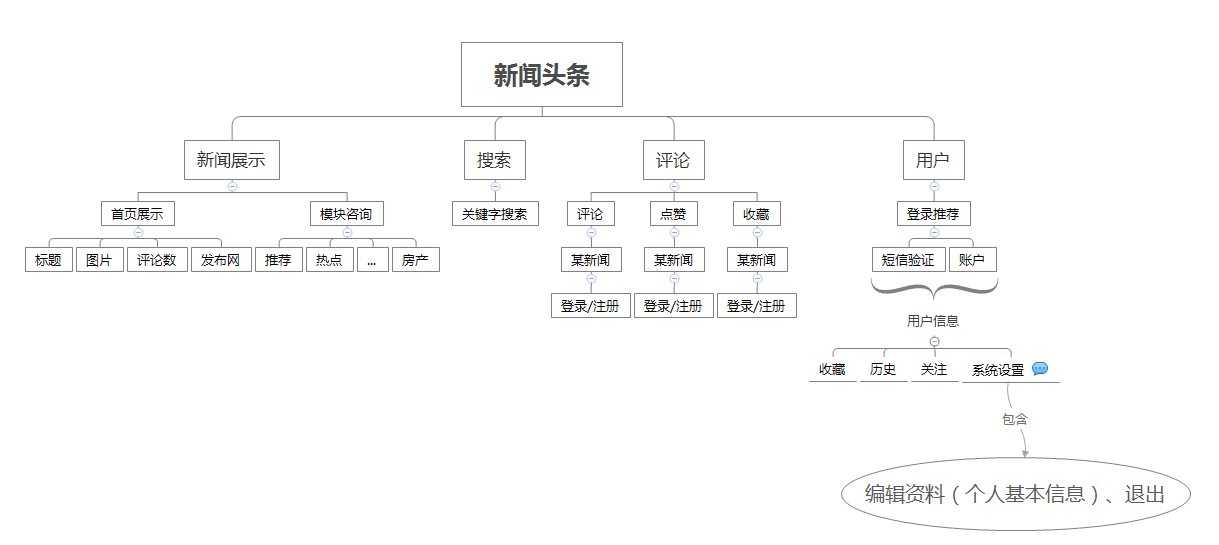 新闻头条
新闻展示
搜索
评论
用户
首页展示
模块咨询
关键字搜索
评论
点赞
收藏
登录推荐
标题
图片
评论数
发布网
推荐
热点
...
房产
某新闻
某新闻
某新闻
短信验证
账户
登录/注册
登录/注册
登录/注册
用户信息
收藏
历史
关注
系统设置
包含
编辑资料（个人基本信息）、退出